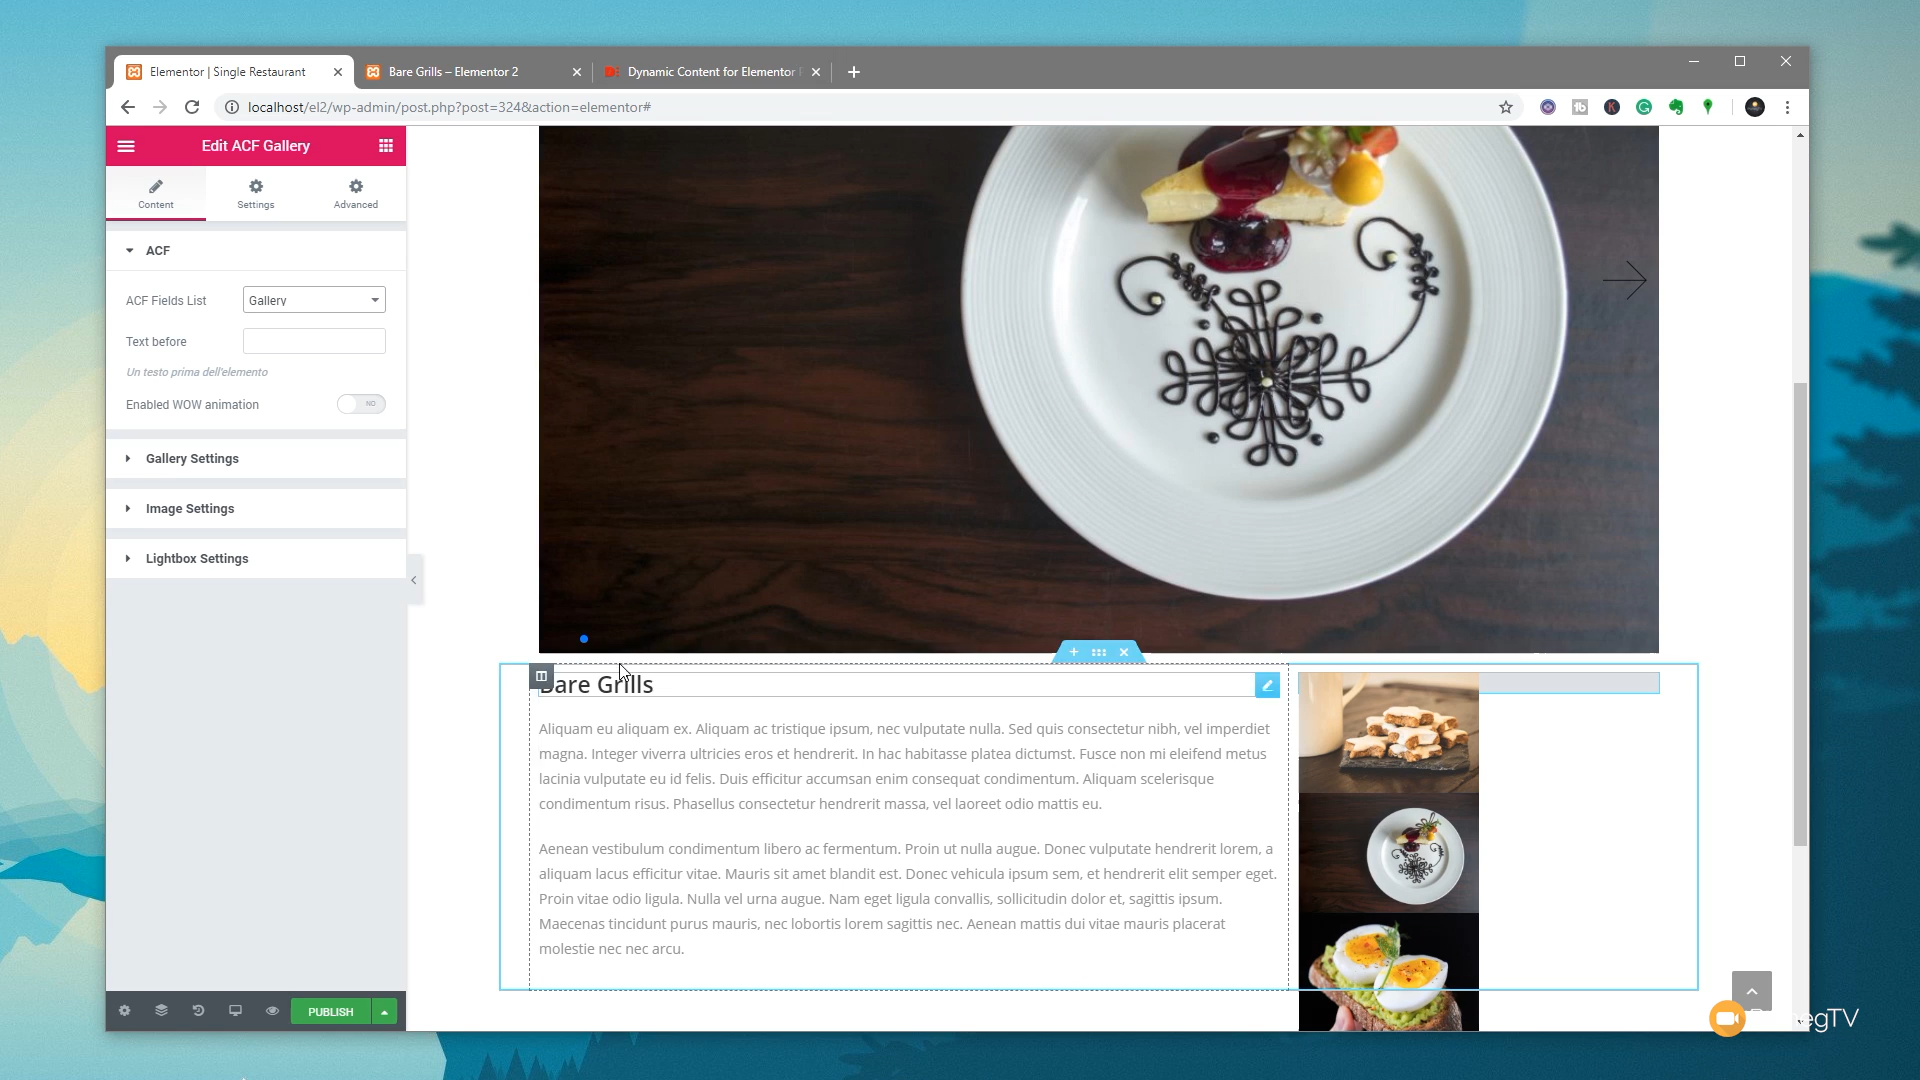 Elementor | Single Restaurant
Bare Grills – Elementor 2
Dynamic Content for Elementor
localhost/el2/wp-admin/post.php?post=324&action=elementor#
Edit ACF Gallery
Content
Settings
Advanced
ACF
ACF Fields List
Gallery
Text before
Un testo prima dell'elemento
Enabled WOW animation
NO
Gallery Settings
Image Settings
Lightbox Settings
PUBLISH
Bare Grills
Aliquam eu aliquam ex. Aliquam ac tristique ipsum, nec vulputate nulla. Sed quis consectetur nibh, vel imperdiet
magna. Integer viverra ultricies eros et hendrerit. In hac habitasse platea dictumst. Fusce non mi eleifend metus
lacinia vulputate eu id felis. Duis efficitur accumsan enim consequat condimentum. Aliquam scelerisque
condimentum risus. Phasellus consectetur hendrerit massa, vel laoreet odio mattis eu.
Aenean vestibulum condimentum libero ac fermentum. Proin ut nulla augue. Donec vulputate hendrerit lorem, a
aliquam lacus efficitur vitae. Mauris sit amet blandit est. Donec vehicula ipsum sem, et hendrerit elit semper eget.
Proin vitae odio ligula. Nulla vel urna augue. Nam eget ligula convallis, sollicitudin dolor et, sagittis ipsum.
Maecenas tincidunt purus mauris, nec lobortis lorem sagittis nec. Aenean mattis dui vitae mauris placerat
molestie nec nec arcu.